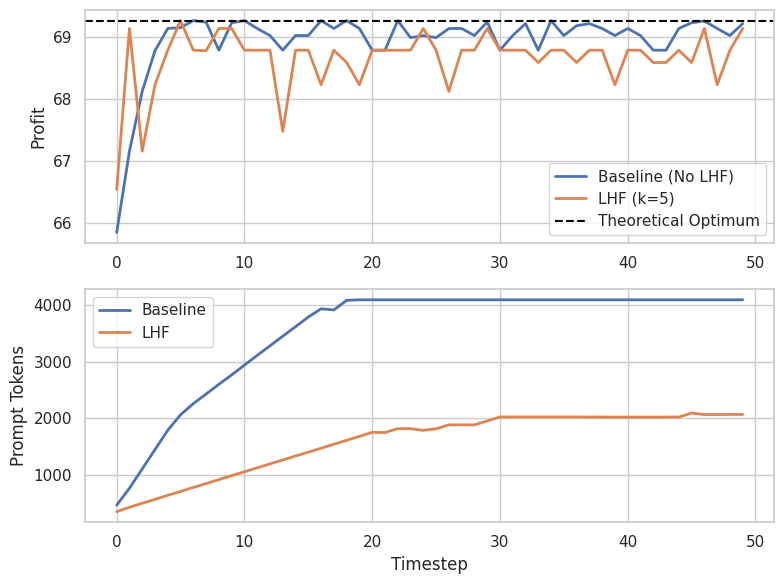 Profit
69
68
67
66
0
10
20
30
40
50
Baseline (No LHF)
LHF (k=5)
Theoretical Optimum
Prompt Tokens
4000
3000
2000
1000
Baseline
LHF
0
10
20
30
40
50
Timestep